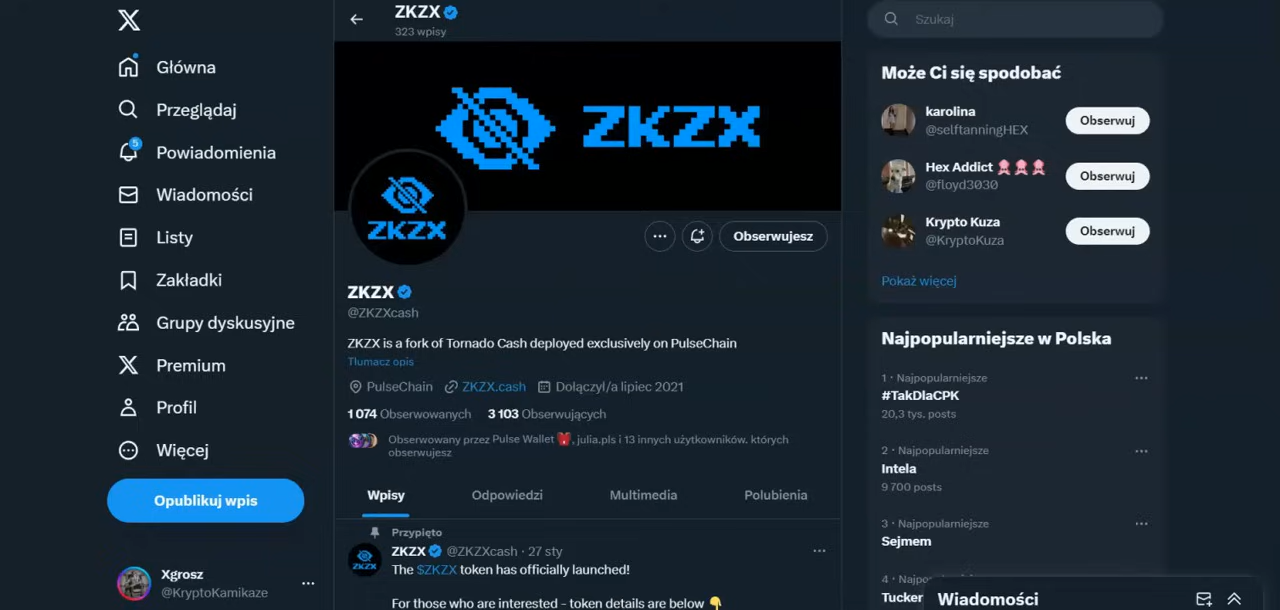 Główna
Przeglądaj
5
Powiadomienia
Wiadomości
Listy
Zakładki
Grupy dyskusyjne
Premium
Profil
Więcej
Opublikuj wpis
Xgrosz
@KryptoKamikaze
ZKZX
323 wpisy
ZKZX
ZKZX
Obserwujesz
ZKZX
@ZKZXcash
ZKZX is a fork of Tornado Cash deployed exclusively on PulseChain
Tłumacz opis
PulseChain ZKZX.cash Dołączył/a lipiec 2021
1 074 Obserwowanych 3 103 Obserwujących
Obserwowany przez Pulse Wallet, julia.pls i 13 innych użytkowników, których
obserwujesz
Wpisy Odpowiedzi Multimedia Polubienia
Przypięto
ZKZX @ZKZXcash · 27 sty
ZKZX
The $ZKZX token has officially launched!
For those who are interested - token details are below 👇
Szukaj
Może Ci się spodobać
karolina
@selftanningHEX
Obserwuj
Hex Addict
@floyd3030
Obserwuj
Krypto Kuza
@KryptoKuza
Obserwuj
Pokaż więcej
Najpopularniejsze w Polska
1 · Najpopularniejsze
#TakDlaCPK
20,3 tys. posts
2 · Najpopularniejsze
Intela
9 700 posts
3 · Najpopularniejsze
Sejmem
4 · Najpo
Tucker
Wiadomości